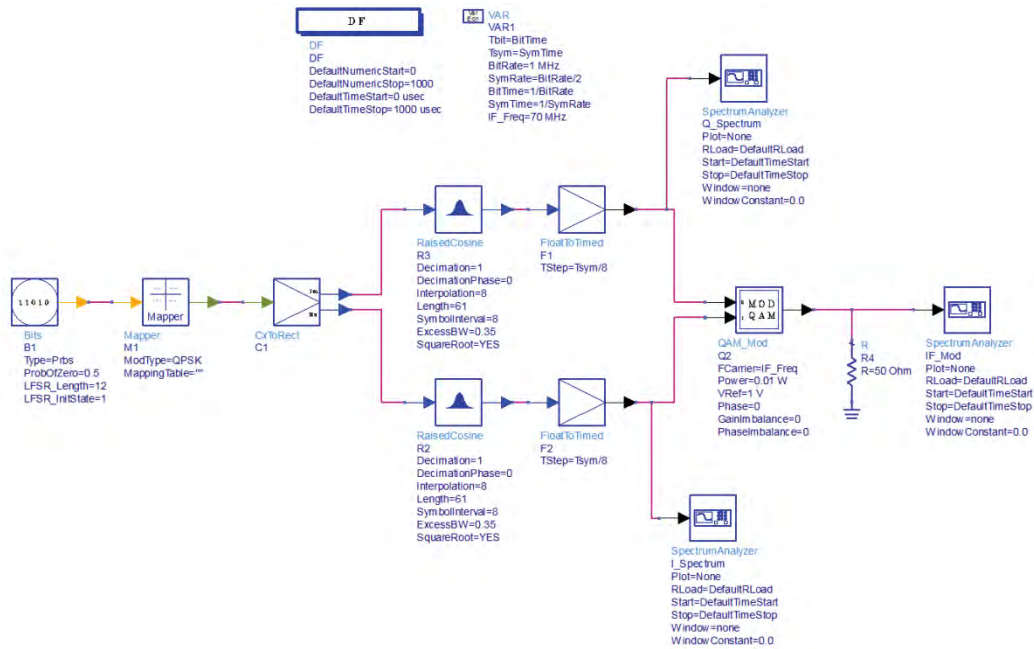 DF
DF
DF
DefaultNumericStart=0
DefaultNumericStop=1000
DefaultTimeStart=0 usec
DefaultTimeStop=1000 usec
Var
Eqn
VAR
VAR1
Tbit=BitTime
Tsym=SymTime
BitRate=1 MHz
SymRate=BitRate/2
BitTime=1/BitRate
SymTime=1/SymRate
IF_Freq=70 MHz
SpectrumAnalyzer
Q_Spectrum
Plot=None
RLoad=DefaultRLoad
Start=DefaultTimeStart
Stop=DefaultTimeStop
Window=none
WindowConstant=0.0
RaisedCosine
R3
Decimation=1
DecimationPhase=0
Interpolation=8
Length=61
SymbolInterval=8
ExcessBW=0.35
SquareRoot=YES
FloatToTimed
F1
TStep=Tsym/8
11010
Bits
B1
Type=Prbs
ProbOfZero=0.5
LFSR_Length=12
LFSR_InitState=1
Mapper
Mapper
M1
ModType=QPSK
MappingTable=""
Im
Re
CxToRect
C1
MOD
QAM
QAM_Mod
Q2
FCarrier=IF_Freq
Power=0.01 W
VRef=1 V
Phase=0
GainImbalance=0
PhaseImbalance=0
R
R4
R=50 Ohm
SpectrumAnalyzer
IF_Mod
Plot=None
RLoad=DefaultRLoad
Start=DefaultTimeStart
Stop=DefaultTimeStop
Window=none
WindowConstant=0.0
RaisedCosine
R2
Decimation=1
DecimationPhase=0
Interpolation=8
Length=61
SymbolInterval=8
ExcessBW=0.35
SquareRoot=YES
FloatToTimed
F2
TStep=Tsym/8
SpectrumAnalyzer
I_Spectrum
Plot=None
RLoad=DefaultRLoad
Start=DefaultTimeStart
Stop=DefaultTimeStop
Window=none
WindowConstant=0.0